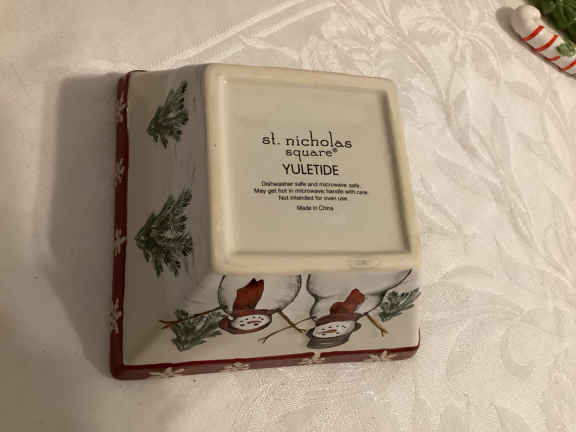 st. nicholas
square®
YULETIDE
Dishwasher safe and microwave safe.
May get hot in microwave; handle with care.
Not intended for oven use.
Made in China